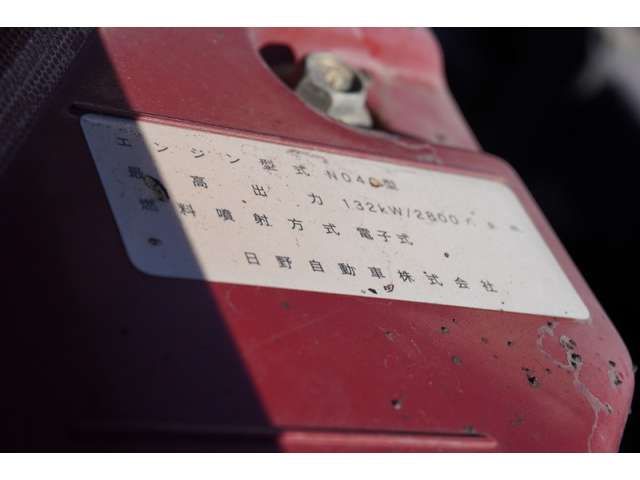 エンジン型式 N04C型
最高出力 132kW/2800
燃料噴射方式 電子式
日野自動車株式会社